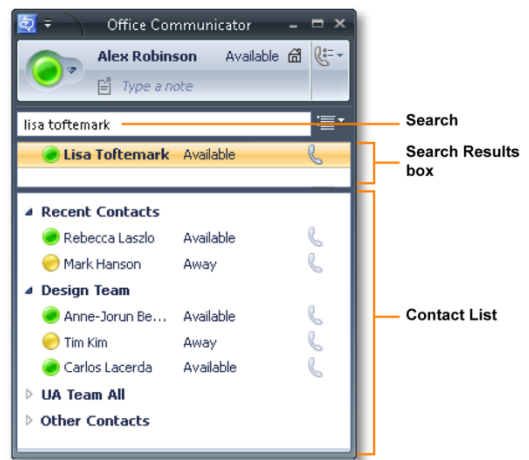 Office Communicator
Alex Robinson Available
Type a note
lisa toftemark
Search
Lisa Toftemark Available
Search Results
box
Recent Contacts
Rebecca Laszlo Available
Mark Hanson Away
Design Team
Anne-Jorun Be... Available
Contact List
Tim Kim Away
Carlos Lacerda Available
UA Team All
Other Contacts